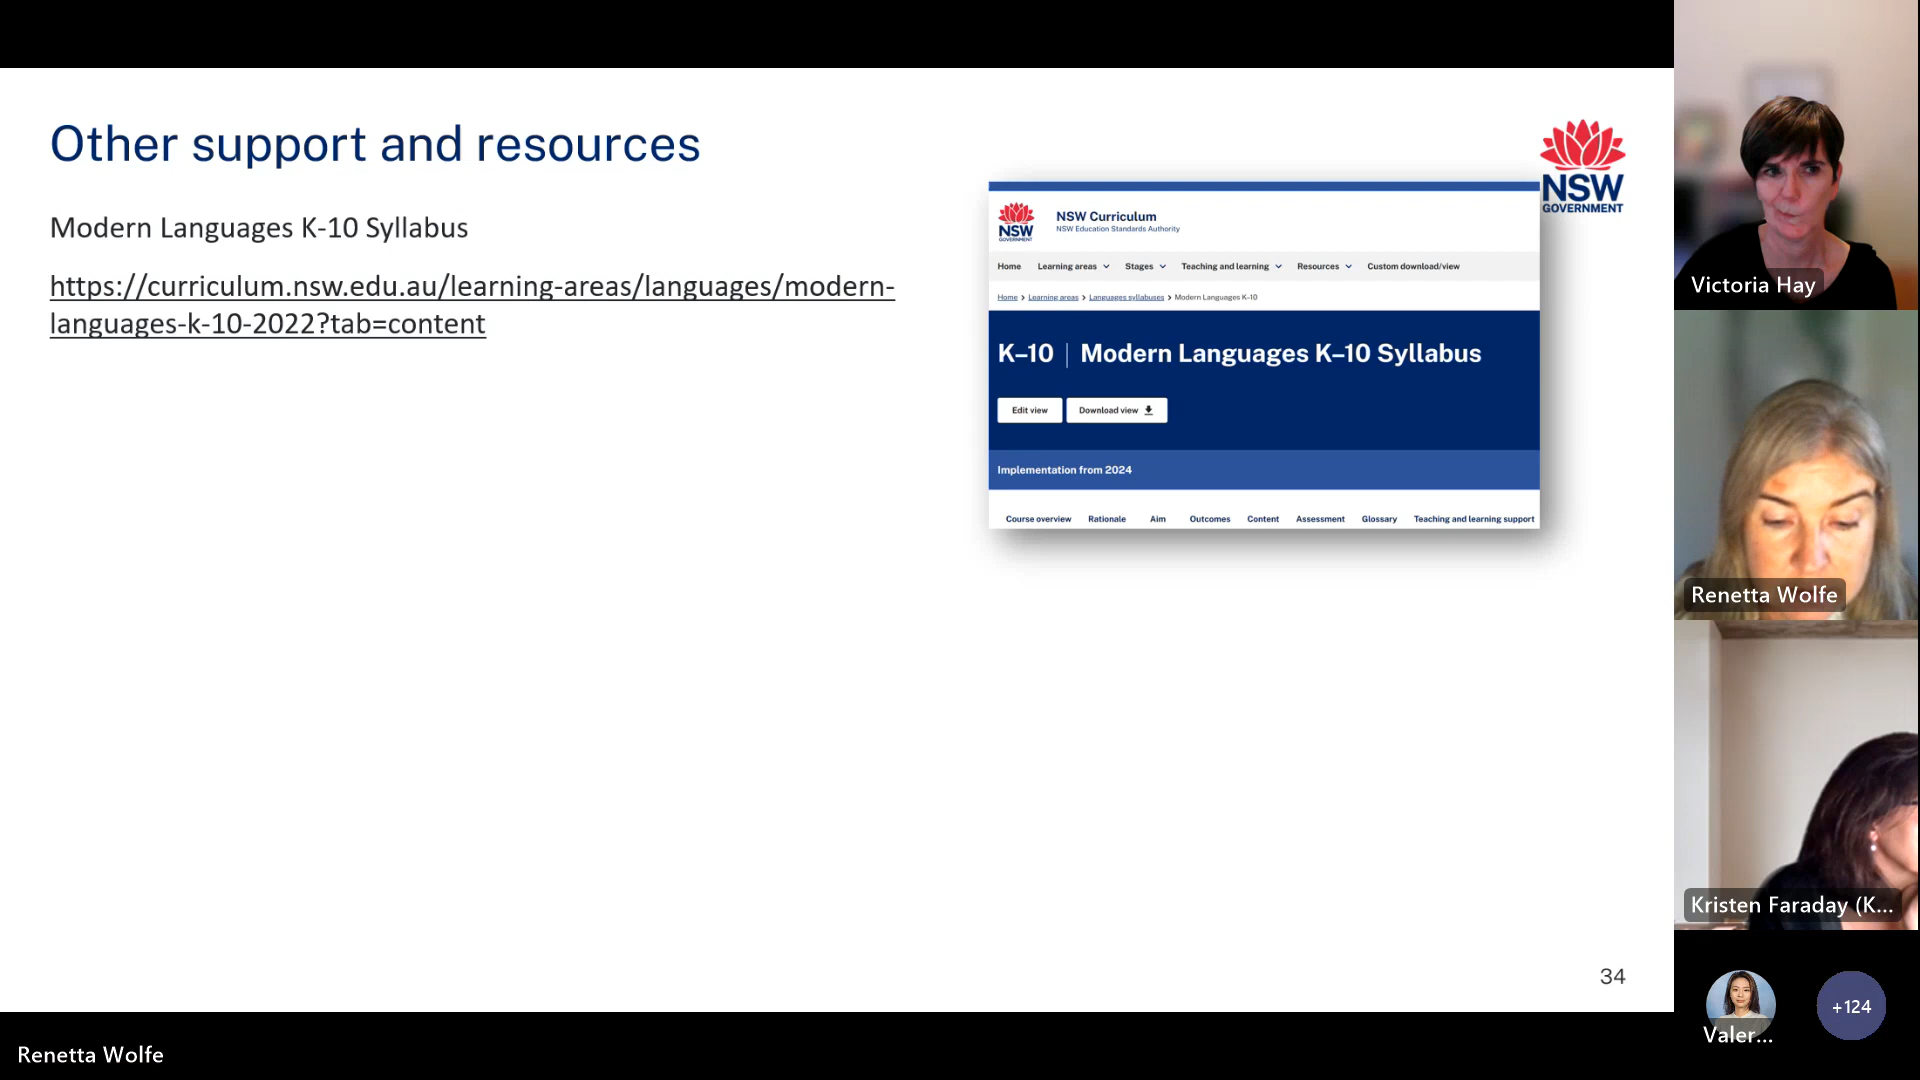 Other support and resources
Modern Languages K-10 Syllabus
https://curriculum.nsw.edu.au/learning-areas/languages/modern-
languages-k-10-2022?tab=content
NSW
GOVERNMENT
NSW
GOVERNMENT
NSW Curriculum
NSW Education Standards Authority
Home Learning areas Stages Teaching and learning Resources Custom download/view
Home > Learning areas > Languages syllabuses > Modern Languages K–10
K–10 | Modern Languages K–10 Syllabus
Edit view Download view
Implementation from 2024
Course overview Rationale Aim Outcomes Content Assessment Glossary Teaching and learning support
34
Victoria Hay
Renetta Wolfe
Kristen Faraday (K...
Valer...
+124
Renetta Wolfe